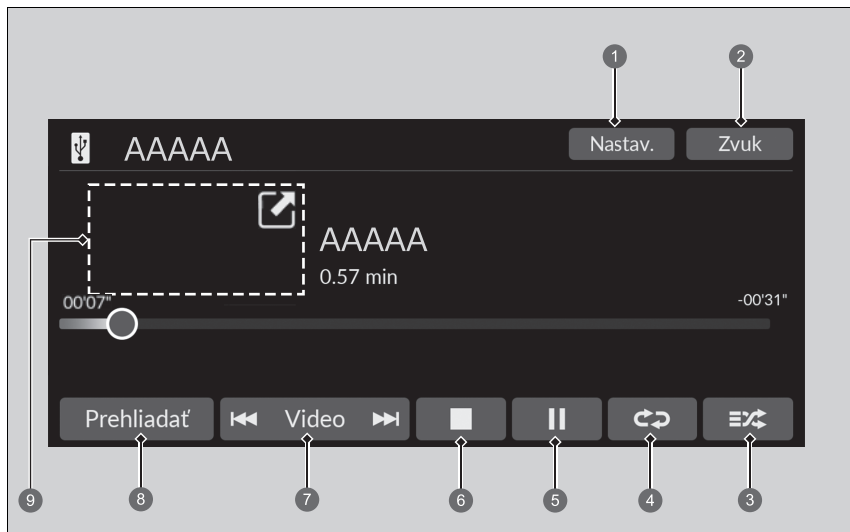 1 2
AAAAA Nastav. Zvuk
AAAAA
0.57 min
00'07" -00'31"
Prehliadať Video
9 8 7 6 5 4 3